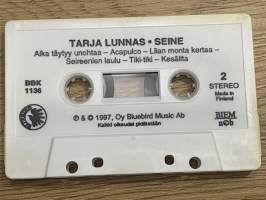 TARJA LUNNAS • SEINE
Aika täytyy unohtaa – Acapulco – Liian monta kertaa –
Seireenien laulu – Tiki-tiki – Kesäilta
BBK
1136
2
STEREO
Made in
Finland
℗ & © 1997, Oy Bluebird Music Ab
Kaikki oikeudet pidätetään
BIEM
ncb